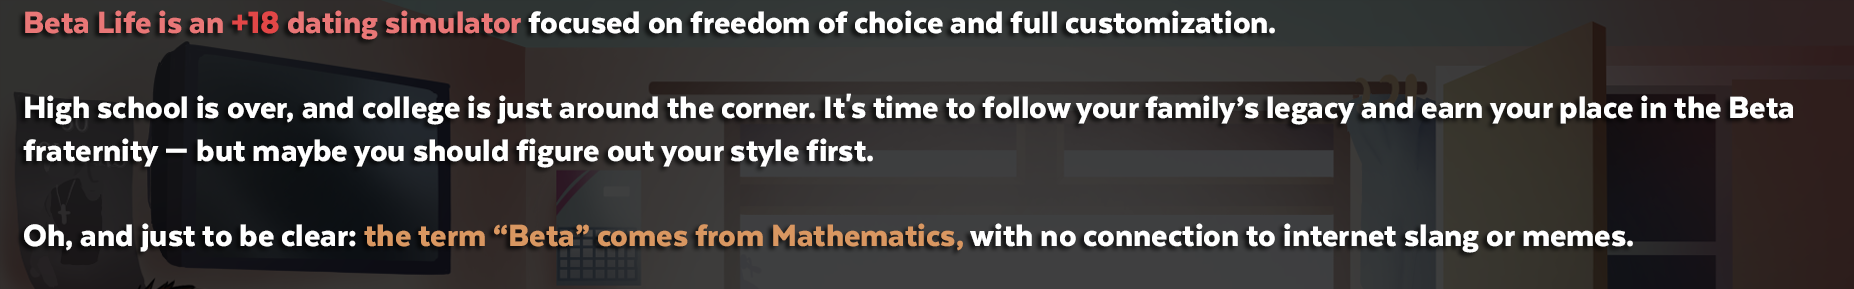 Beta Life is an +18 dating simulator focused on freedom of choice and full customization.
High school is over, and college is just around the corner. It's time to follow your family’s legacy and earn your place in the Beta
fraternity — but maybe you should figure out your style first.
Oh, and just to be clear: the term “Beta” comes from Mathematics, with no connection to internet slang or memes.